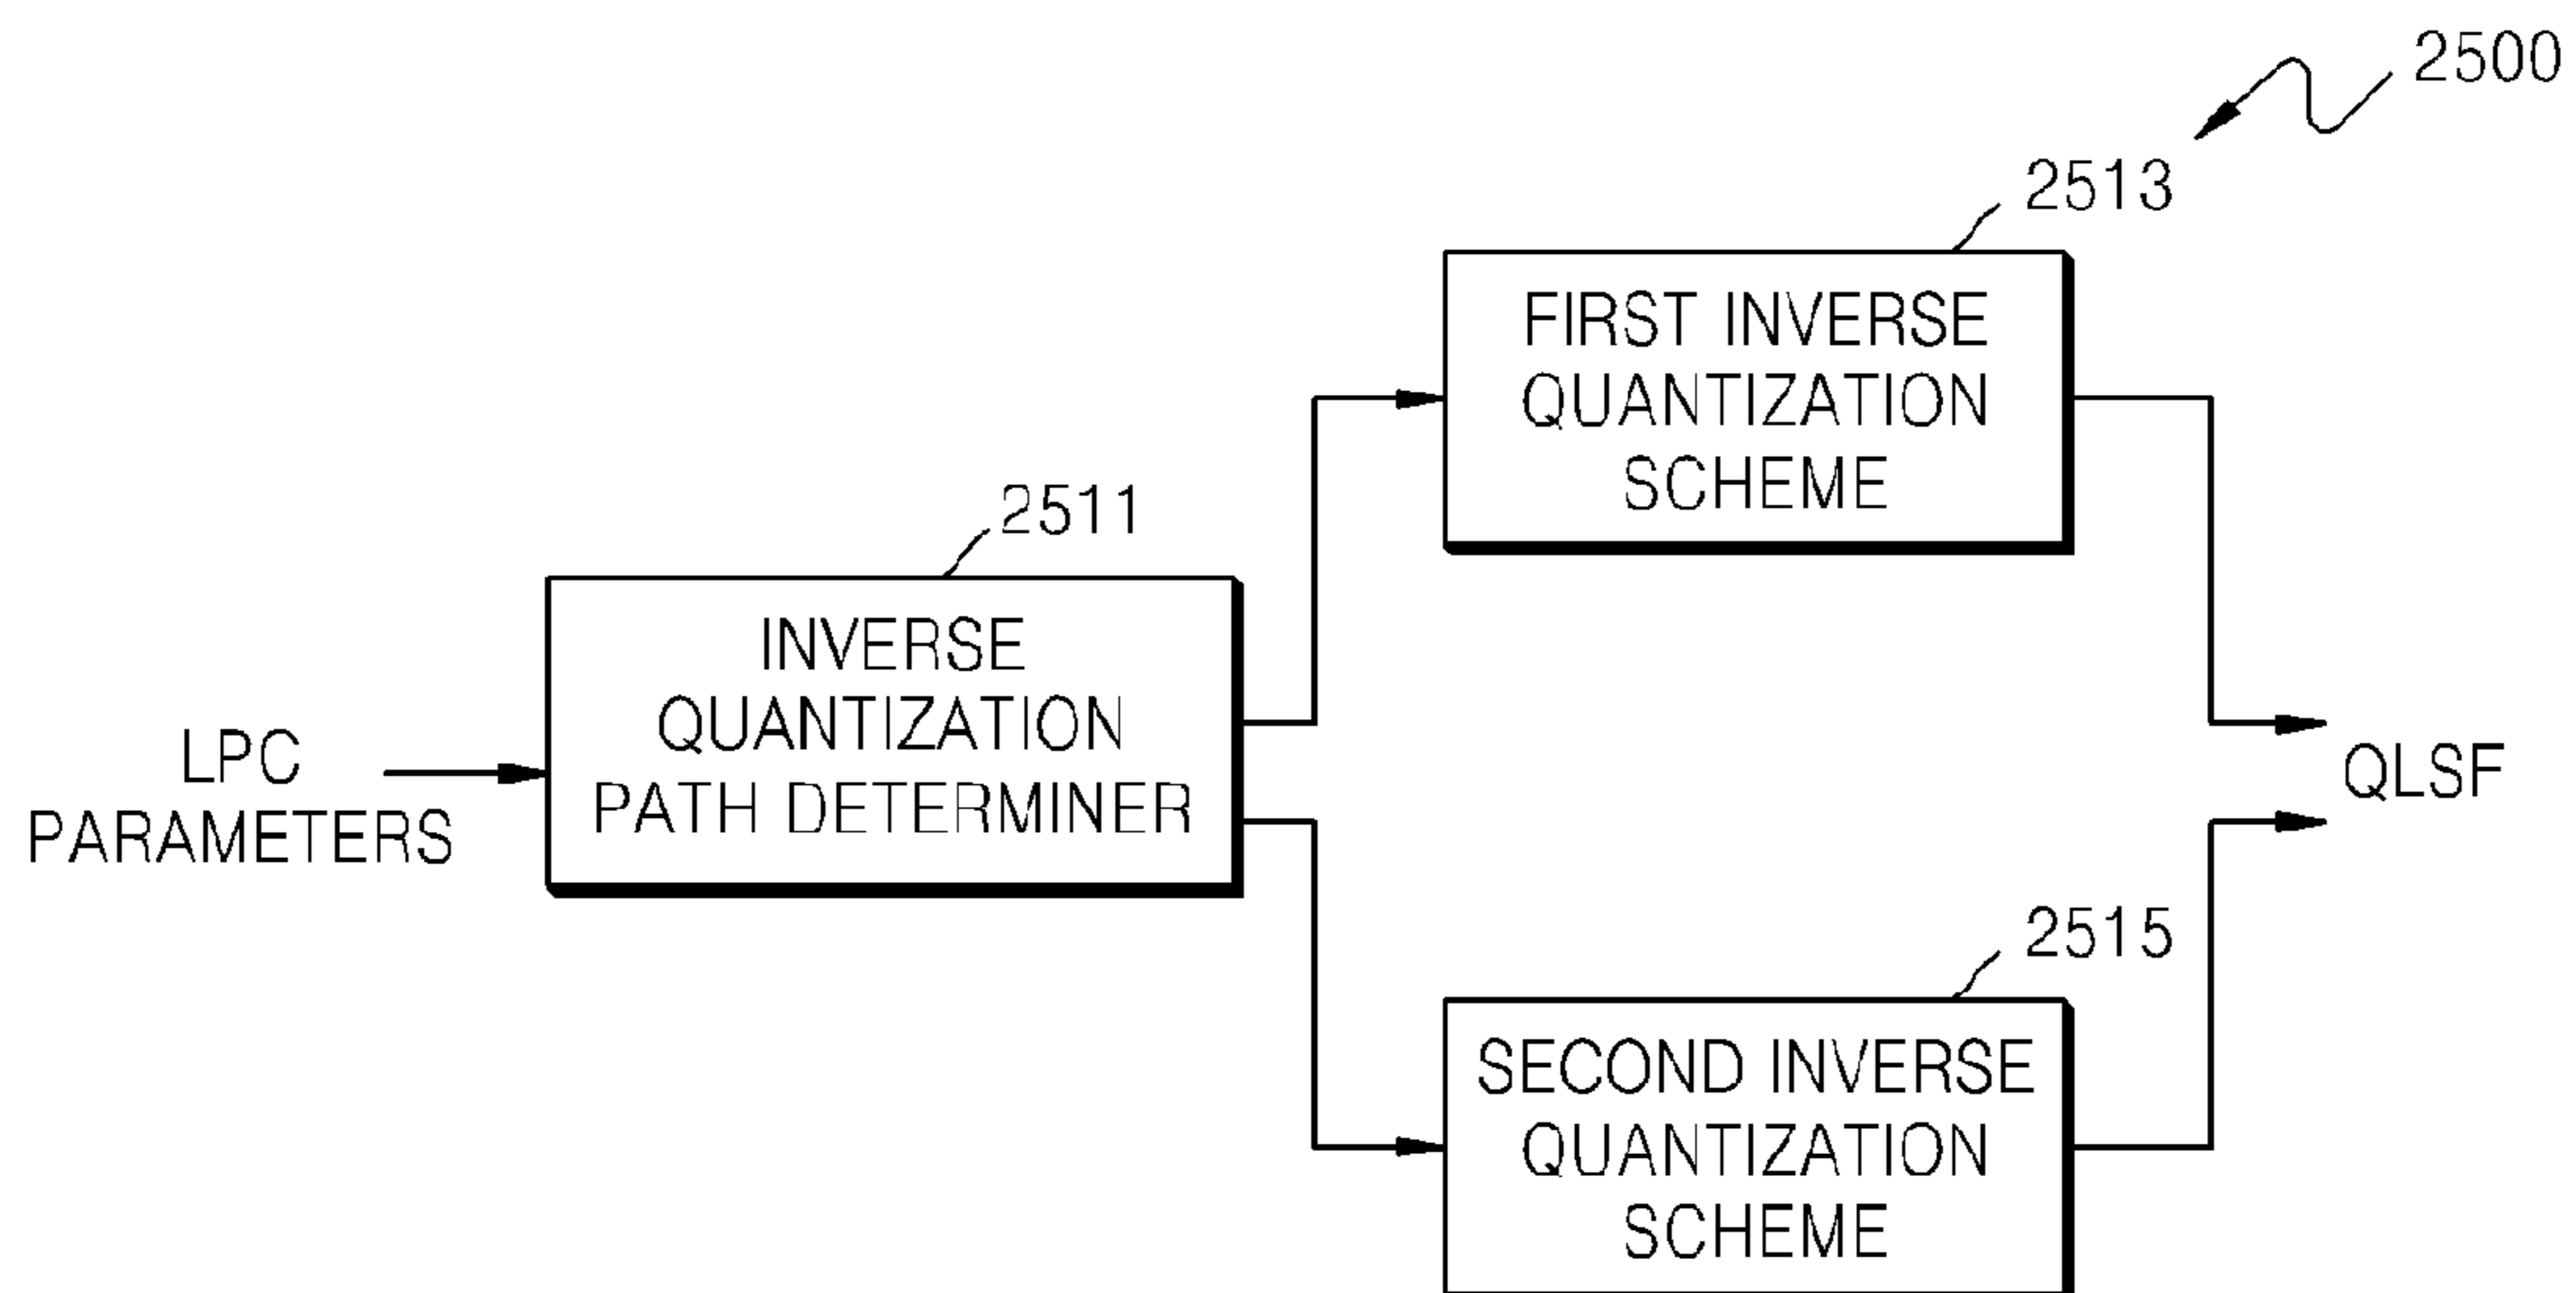 2500
2513
FIRST INVERSE
QUANTIZATION
SCHEME
2511
INVERSE
QUANTIZATION
PATH DETERMINER
LPC
PARAMETERS
QLSF
2515
SECOND INVERSE
QUANTIZATION
SCHEME